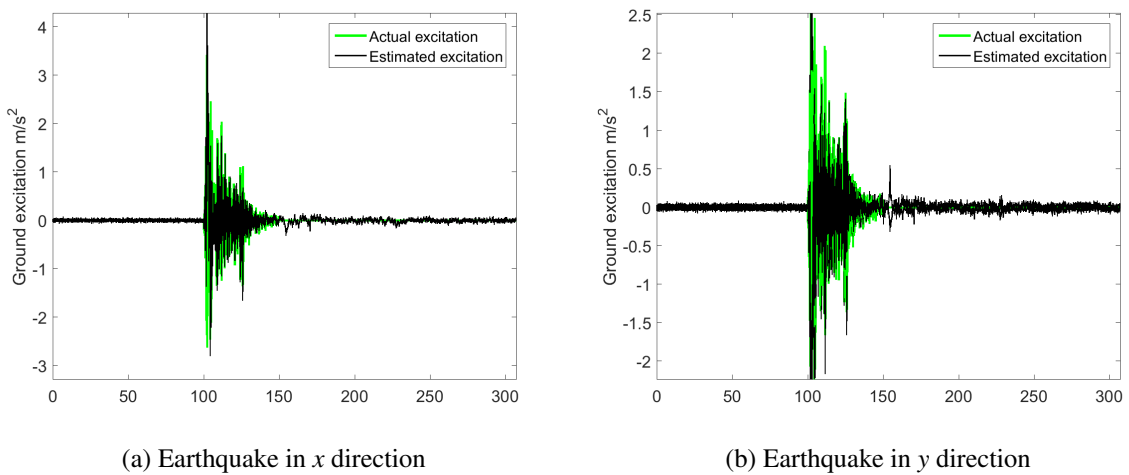 Actual excitation
Estimated excitation
Ground excitation m/s²
4
3
2
1
0
-1
-2
-3
0 50 100 150 200 250 300
(a) Earthquake in x direction
Actual excitation
Estimated excitation
Ground excitation m/s²
2.5
2
1.5
1
0.5
0
-0.5
-1
-1.5
-2
0 50 100 150 200 250 300
(b) Earthquake in y direction